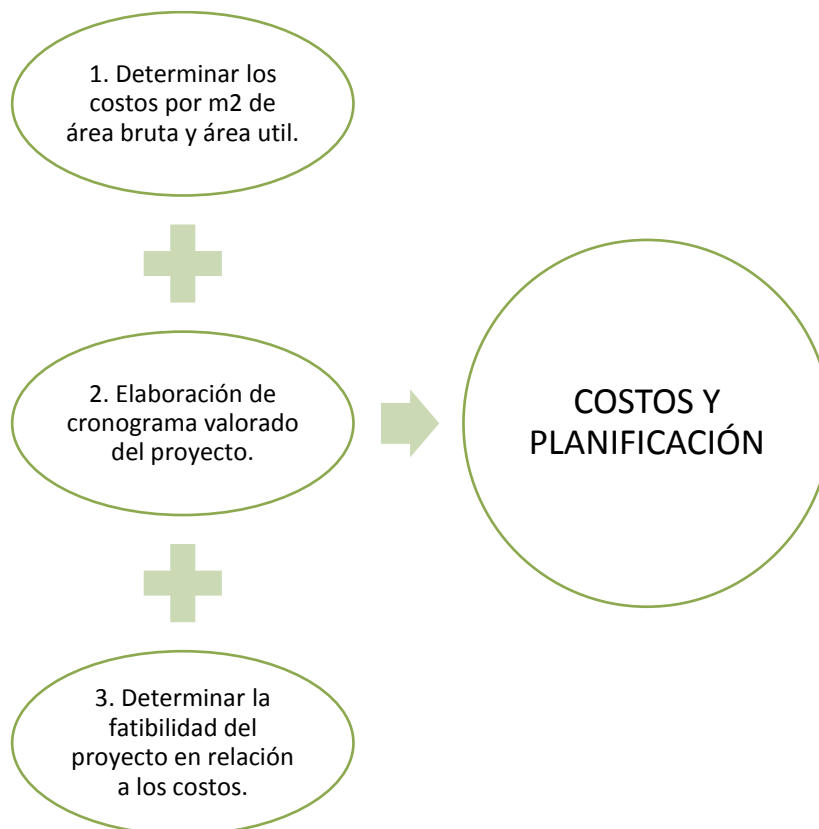 1. Determinar los
costos por m2 de
área bruta y área util.
2. Elaboración de
cronograma valorado
del proyecto.
3. Determinar la
fatibilidad del
proyecto en relación
a los costos.
COSTOS Y
PLANIFICACIÓN